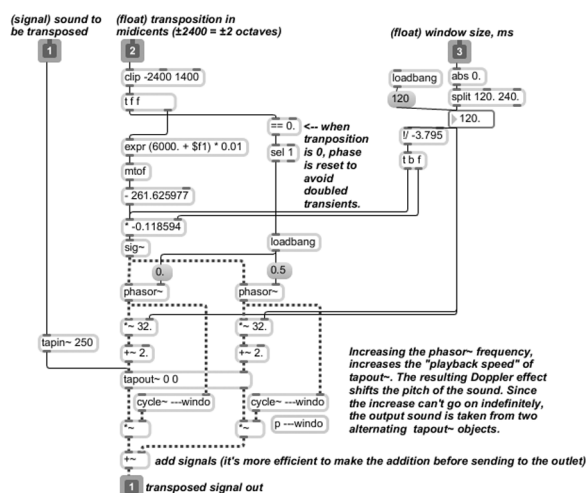 (signal) sound to
be transposed
(float) transposition in
midicents (±2400 = ±2 octaves)
(float) window size, ms
1
2
3
clip -2400 1400
loadbang
abs 0.
t f f
120
split 120. 240.
120.
== 0.
<-- when
tranposition
is 0, phase
is reset to
avoid
doubled
transients.
expr (6000. + $f1) * 0.01
sel 1
!/ -3.795
mtof
t b f
- 261.625977
* -0.118594
sig~
loadbang
0.
0.5
phasor~
phasor~
*~ 32.
*~ 32.
tapin~ 250
+~ 2.
+~ 2.
tapout~ 0 0
cycle~ ---windo
cycle~ ---windo
*~
*~
p ---windo
Increasing the phasor~ frequency,
increases the "playback speed" of
tapout~. The resulting Doppler effect
shifts the pitch of the sound. Since
the increase can't go on indefinitely,
the output sound is taken from two
alternating tapout~ objects.
+~
add signals (it's more efficient to make the addition before sending to the outlet)
1
transposed signal out